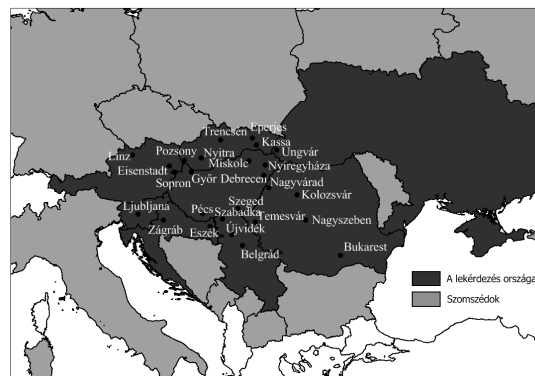 Trencsén Eperjes
Kassa
Pozsony Nyitra Ungvár
Linz Miskolc
Eisenstadt Nyíregyháza
Sopron Győr Debrecen
Nagyvárad
Kolozsvár
Ljubljana Pécs Szeged
Szabadka Temesvár Nagyszeben
Zágráb
Eszék Újvidék
Belgrád Bukarest
A lekérdezés országa
Szomszédok